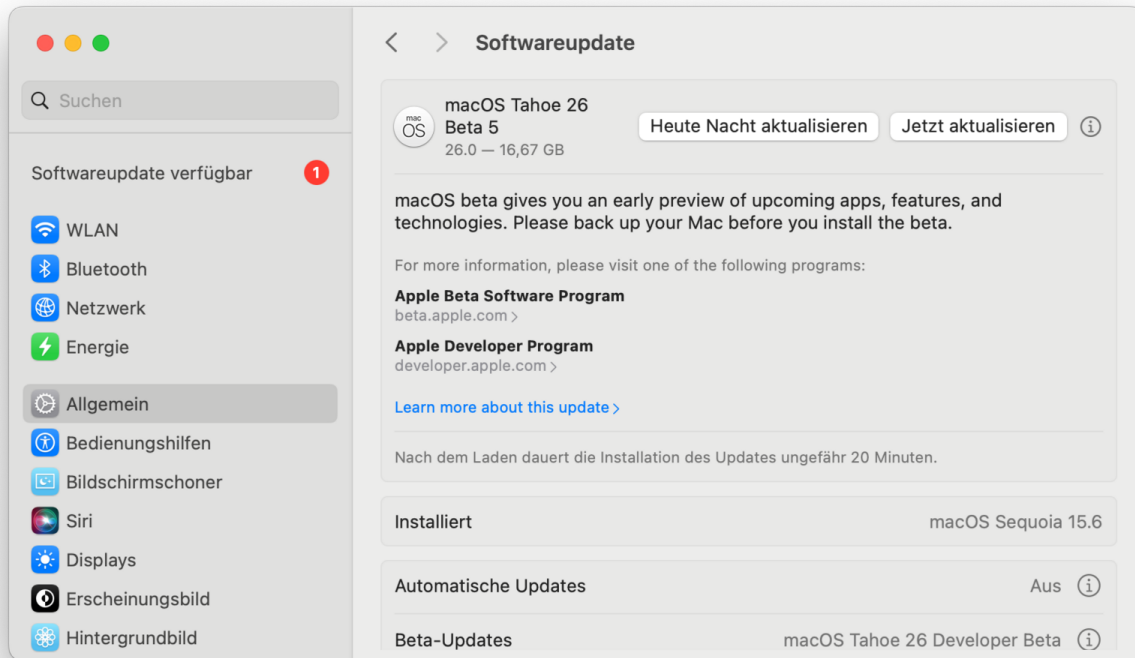 Softwareupdate
Suchen
Softwareupdate verfügbar
1
WLAN
Bluetooth
Netzwerk
Energie
Allgemein
Bedienungshilfen
Bildschirmschoner
Siri
Displays
Erscheinungsbild
Hintergrundbild
mac
OS
macOS Tahoe 26
Beta 5
26.0 — 16,67 GB
Heute Nacht aktualisieren
Jetzt aktualisieren
macOS beta gives you an early preview of upcoming apps, features, and
technologies. Please back up your Mac before you install the beta.
For more information, please visit one of the following programs:
Apple Beta Software Program
beta.apple.com
Apple Developer Program
developer.apple.com
Learn more about this update
Nach dem Laden dauert die Installation des Updates ungefähr 20 Minuten.
Installiert macOS Sequoia 15.6
Automatische Updates Aus
Beta-Updates macOS Tahoe 26 Developer Beta